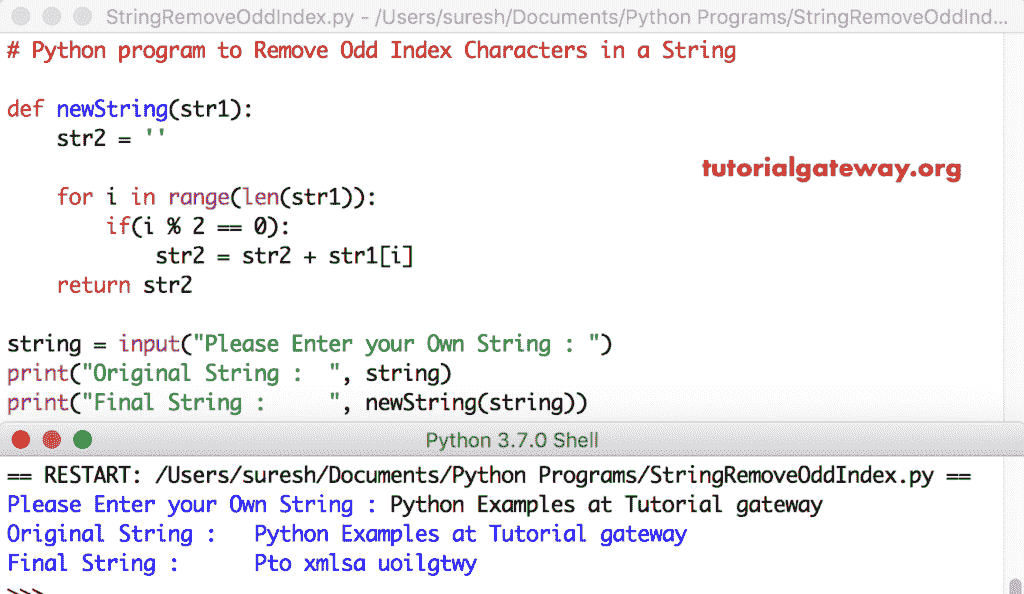 StringRemoveOddIndex.py - /Users/suresh/Documents/Python Programs/StringRemoveOddInd...
# Python program to Remove Odd Index Characters in a String
def newString(str1):
    str2 = ''
tutorialgateway.org
    for i in range(len(str1)):
        if(i % 2 == 0):
            str2 = str2 + str1[i]
    return str2
string = input("Please Enter your Own String : ")
print("Original String :  ", string)
print("Final String :     ", newString(string))
Python 3.7.0 Shell
== RESTART: /Users/suresh/Documents/Python Programs/StringRemoveOddIndex.py ==
Please Enter your Own String : Python Examples at Tutorial gateway
Original String :   Python Examples at Tutorial gateway
Final String :      Pto xmlsa uoilgtwy
>>>